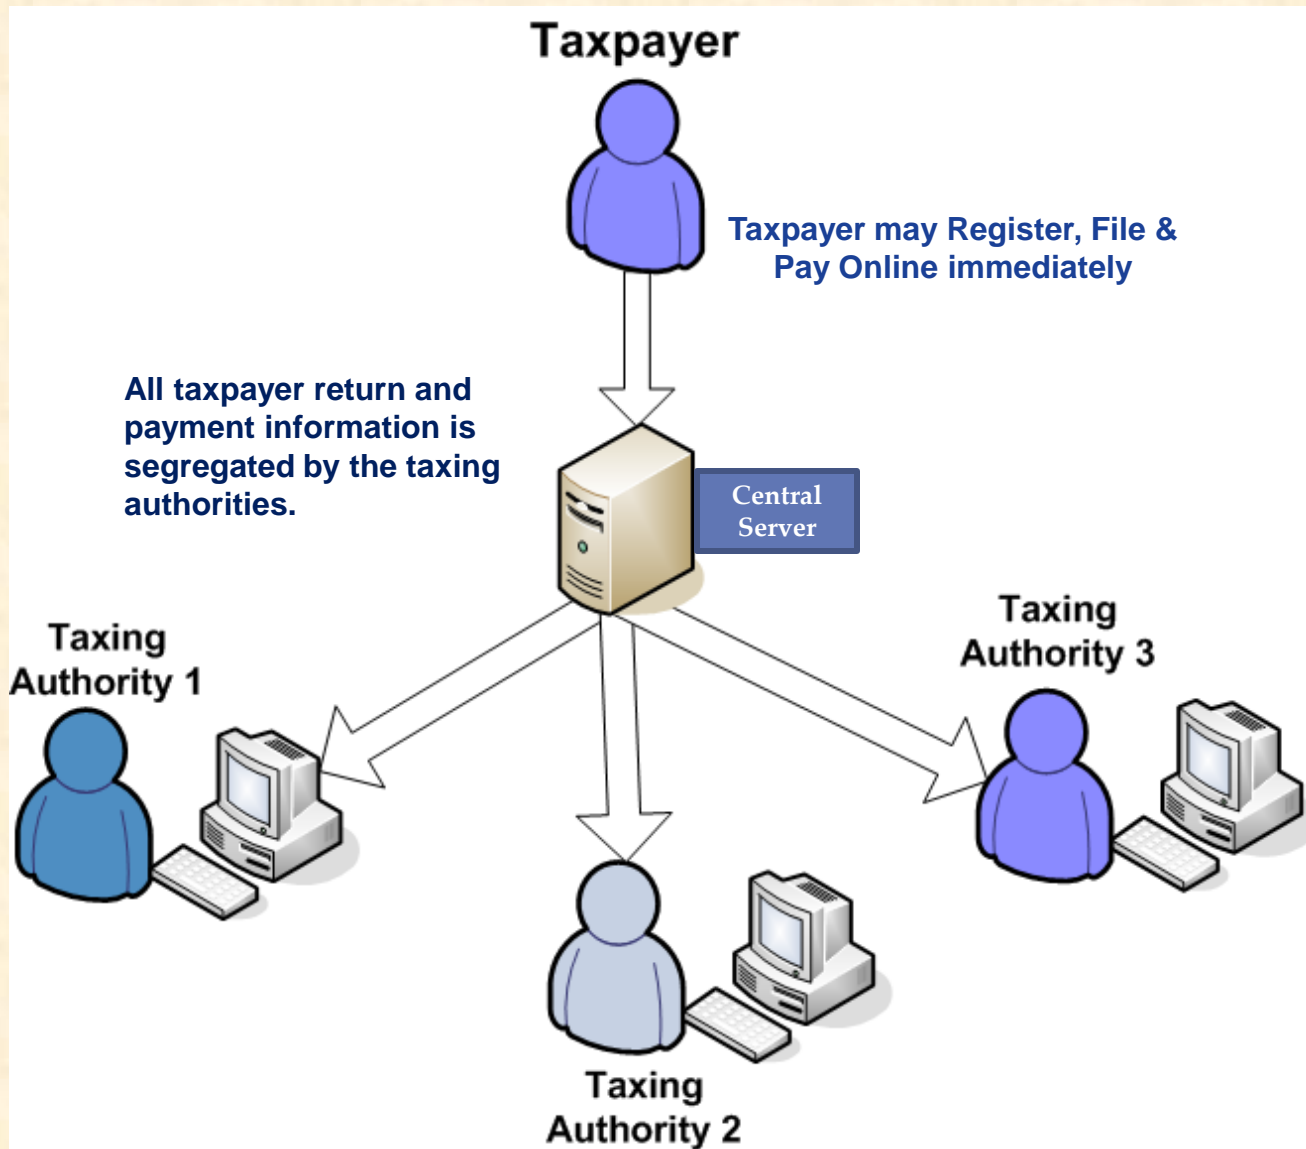 Taxpayer
Taxpayer may Register, File &
Pay Online immediately
All taxpayer return and
payment information is
segregated by the taxing
authorities.
Central
Server
Taxing
Authority 1
Taxing
Authority 3
Taxing
Authority 2